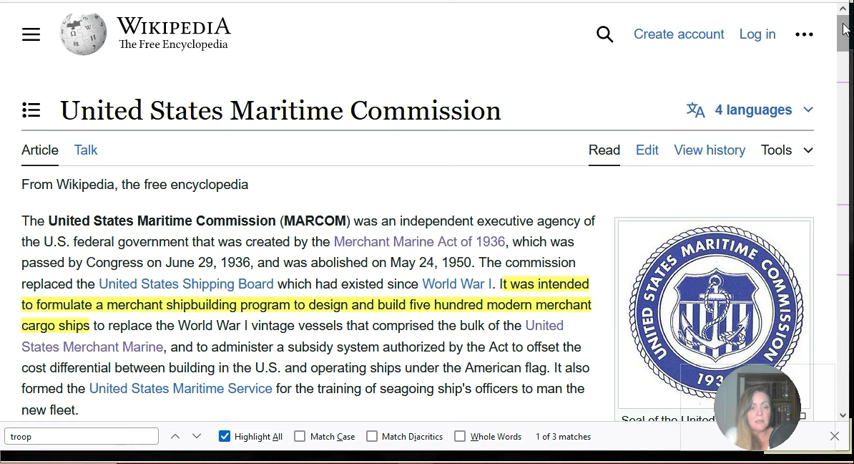 WIKIPEDIA
The Free Encyclopedia
Create account Log in
United States Maritime Commission
4 languages
Article Talk Read Edit View history Tools
From Wikipedia, the free encyclopedia
The United States Maritime Commission (MARCOM) was an independent executive agency of
the U.S. federal government that was created by the Merchant Marine Act of 1936, which was
passed by Congress on June 29, 1936, and was abolished on May 24, 1950. The commission
replaced the United States Shipping Board which had existed since World War I. It was intended
to formulate a merchant shipbuilding program to design and build five hundred modern merchant
cargo ships to replace the World War I vintage vessels that comprised the bulk of the United
States Merchant Marine, and to administer a subsidy system authorized by the Act to offset the
cost differential between building in the U.S. and operating ships under the American flag. It also
formed the United States Maritime Service for the training of seagoing ship's officers to man the
new fleet.
UNITED STATES MARITIME COMMISSION
193
Seal of the United
troop Highlight All Match Case Match Diacritics Whole Words 1 of 3 matches